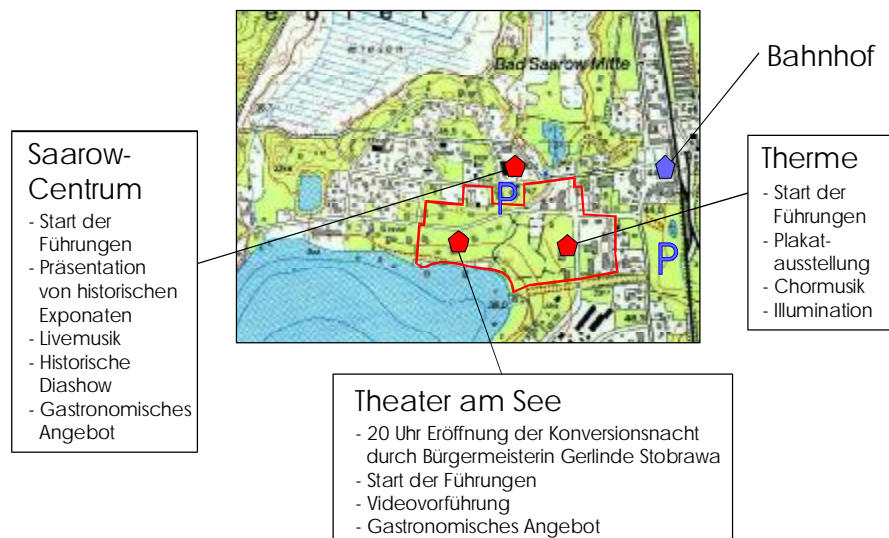 Bad Saarow Mitte
Bahnhof
Saarow-
Centrum
- Start der
Führungen
- Präsentation
von historischen
Exponaten
- Livemusik
- Historische
Diashow
- Gastronomisches
Angebot
P
P
Therme
- Start der
Führungen
- Plakat-
ausstellung
- Chormusik
- Illumination
Theater am See
- 20 Uhr Eröffnung der Konversionsnacht
durch Bürgermeisterin Gerlinde Stobrawa
- Start der Führungen
- Videovorführung
- Gastronomisches Angebot